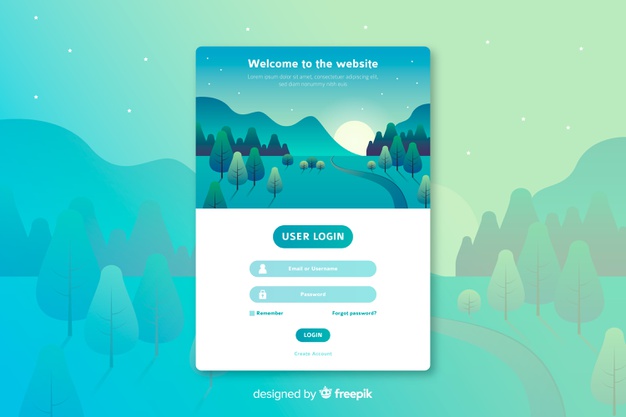 Welcome to the website
Lorem ipsum dolor sit amet, consectetuer adipiscing elit,
sed diam nonummy nibh euismod
USER LOGIN
Email or Username
Password
Remember
Forgot password?
LOGIN
Create Account
designed by freepik